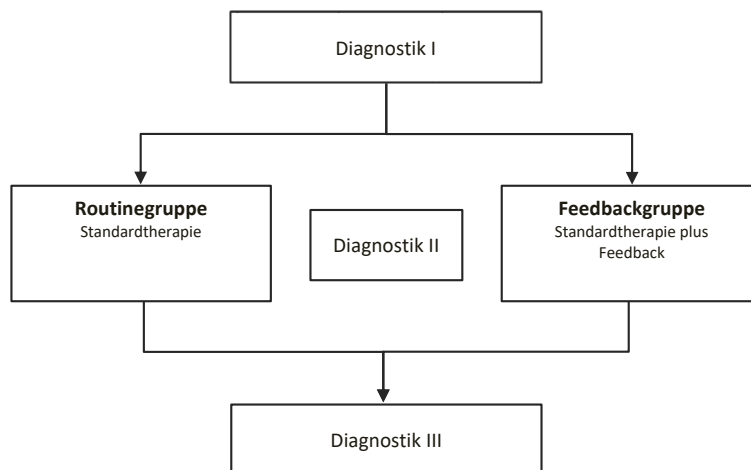 Diagnostik I
Routinegruppe
Standardtherapie
Diagnostik II
Feedbackgruppe
Standardtherapie plus
Feedback
Diagnostik III